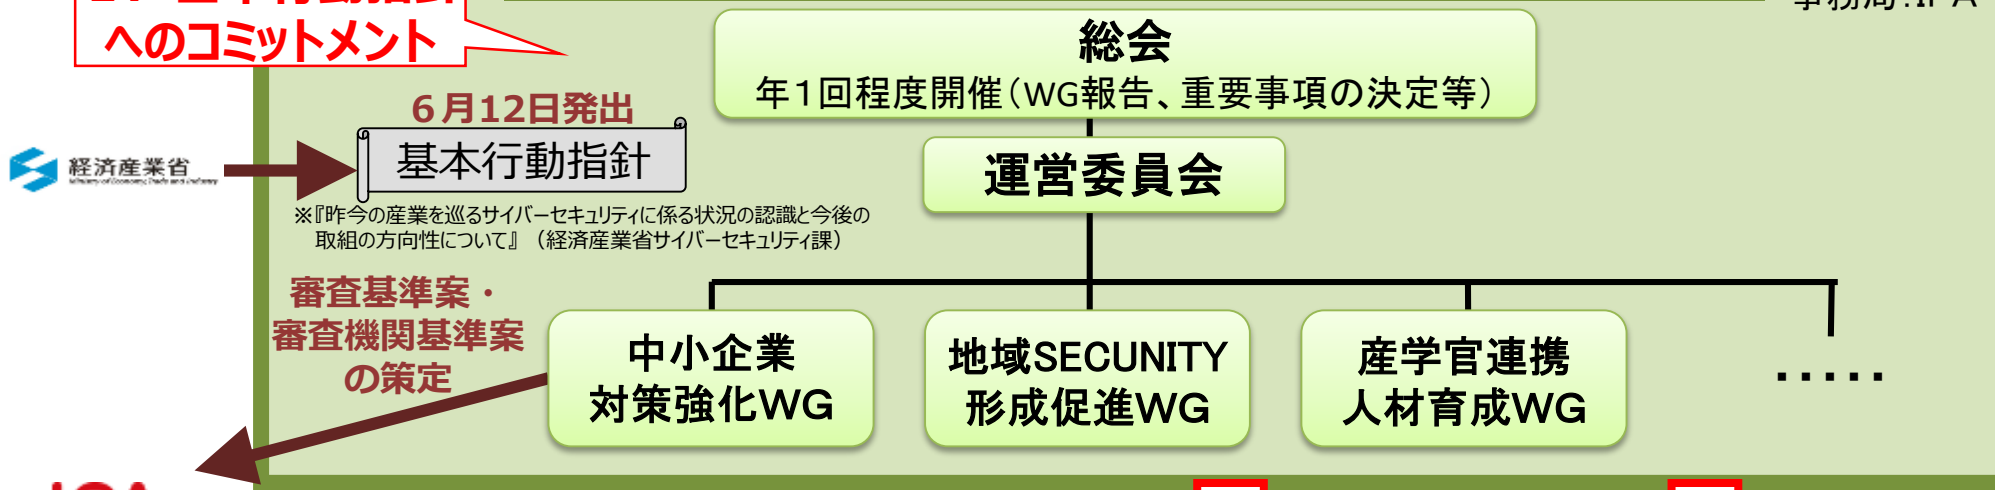 へのコミットメント
総会
年1回程度開催(WG報告、重要事項の決定等)
6月12日発出
基本行動指針
経済産業省
Ministry of Economy, Trade and Industry
※『昨今の産業を巡るサイバーセキュリティに係る状況の認識と今後の
取組の方向性について』(経済産業省サイバーセキュリティ課)
運営委員会
審査基準案・
審査機関基準案
の策定
中小企業
対策強化WG
地域SECUNITY
形成促進WG
産学官連携
人材育成WG
.....